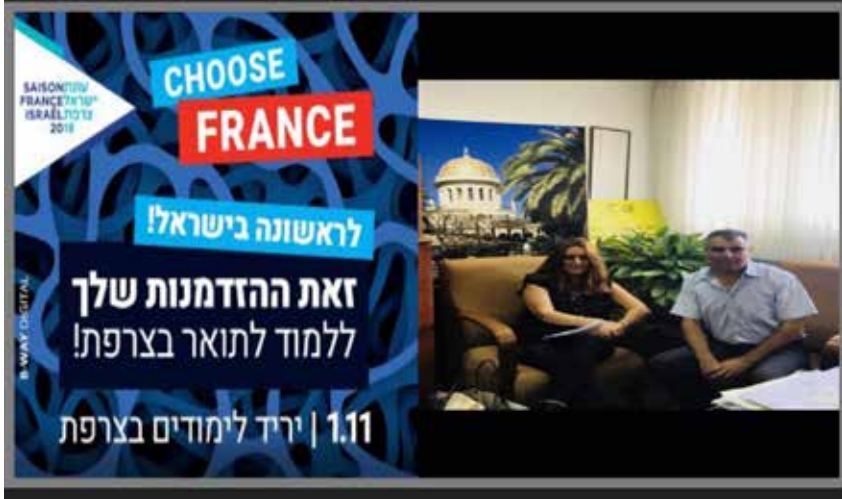 SAISON עונת
FRANCE ישראל
ISRAËL צרפת
2018
CHOOSE
FRANCE
לראשונה בישראל!
זאת ההזדמנות שלך
ללמוד לתואר בצרפת!
1.11 | יריד לימודים בצרפת
B-WAY DIGITAL